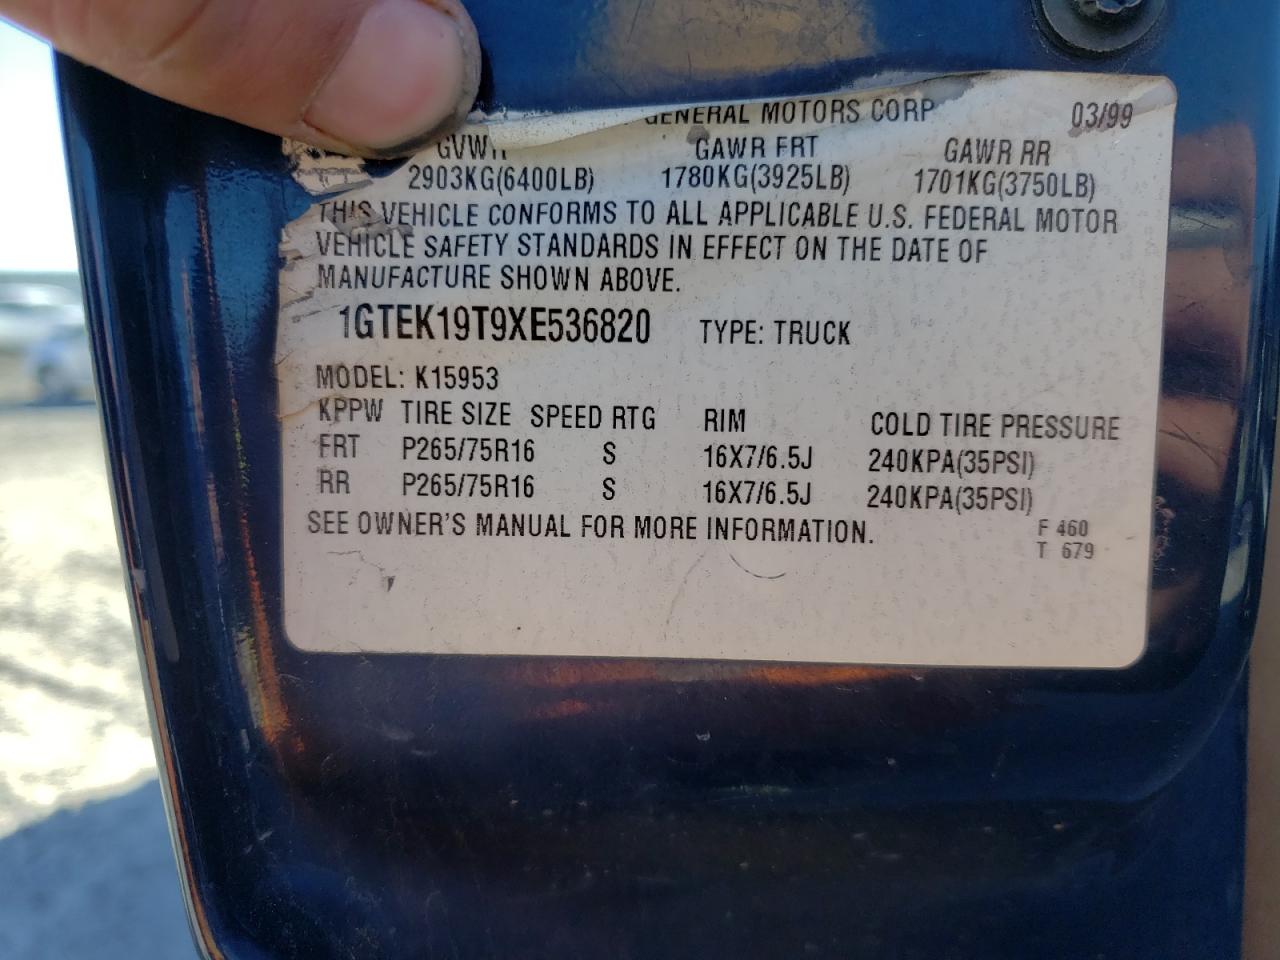 GENERAL MOTORS CORP 03/99
GVWR GAWR FRT GAWR RR
2903KG(6400LB) 1780KG(3925LB) 1701KG(3750LB)
THIS VEHICLE CONFORMS TO ALL APPLICABLE U.S. FEDERAL MOTOR
VEHICLE SAFETY STANDARDS IN EFFECT ON THE DATE OF
MANUFACTURE SHOWN ABOVE.
1GTEK19T9XE536820 TYPE: TRUCK
MODEL: K15953
KPPW TIRE SIZE SPEED RTG RIM COLD TIRE PRESSURE
FRT P265/75R16 S 16X7/6.5J 240KPA(35PSI)
RR P265/75R16 S 16X7/6.5J 240KPA(35PSI)
SEE OWNER'S MANUAL FOR MORE INFORMATION. F 460
T 679